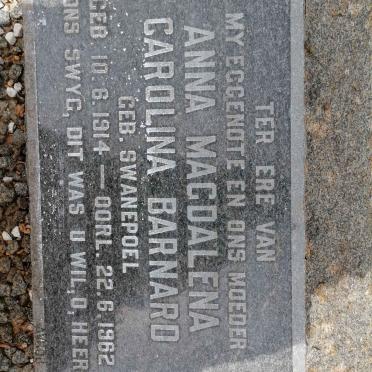 TER ERE VAN
MY EGGENOTE EN ONS MOEDER
ANNA MAGDALENA
CAROLINA BARNARD
GEB. SWANEPOEL
GEB 10 6 1914 — OORL. 22 6 1962
ONS SWYG, DIT WAS U WIL, O, HEER